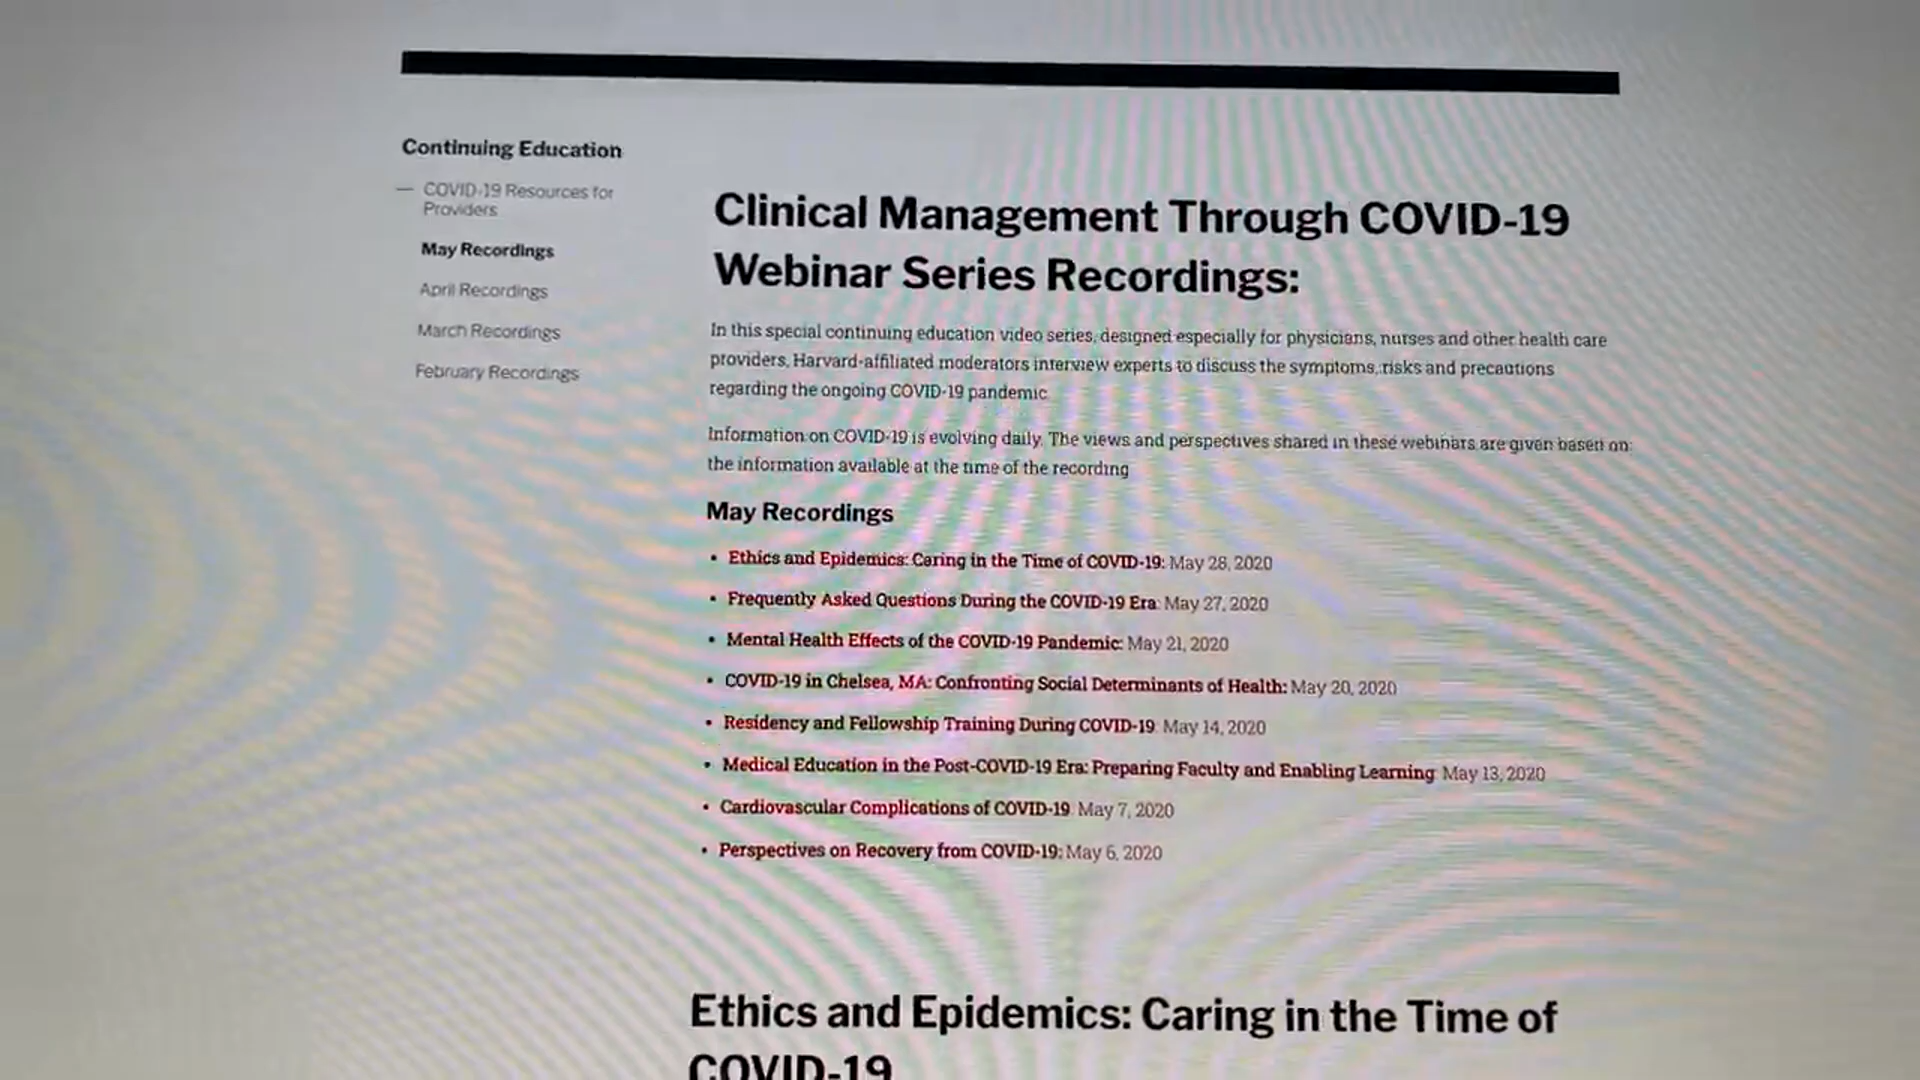 Continuing Education
— COVID-19 Resources for
Providers
May Recordings
April Recordings
March Recordings
February Recordings
Clinical Management Through COVID-19
Webinar Series Recordings:
In this special continuing education video series, designed especially for physicians, nurses and other health care
providers, Harvard-affiliated moderators interview experts to discuss the symptoms, risks and precautions
regarding the ongoing COVID-19 pandemic.
Information on COVID-19 is evolving daily. The views and perspectives shared in these webinars are given based on
the information available at the time of the recording
May Recordings
• Ethics and Epidemics: Caring in the Time of COVID-19: May 28, 2020
• Frequently Asked Questions During the COVID-19 Era: May 27, 2020
• Mental Health Effects of the COVID-19 Pandemic: May 21, 2020
• COVID-19 in Chelsea, MA: Confronting Social Determinants of Health: May 20, 2020
• Residency and Fellowship Training During COVID-19: May 14, 2020
• Medical Education in the Post-COVID-19 Era: Preparing Faculty and Enabling Learning: May 13, 2020
• Cardiovascular Complications of COVID-19: May 7, 2020
• Perspectives on Recovery from COVID-19: May 6, 2020
Ethics and Epidemics: Caring in the Time of
COVID-19